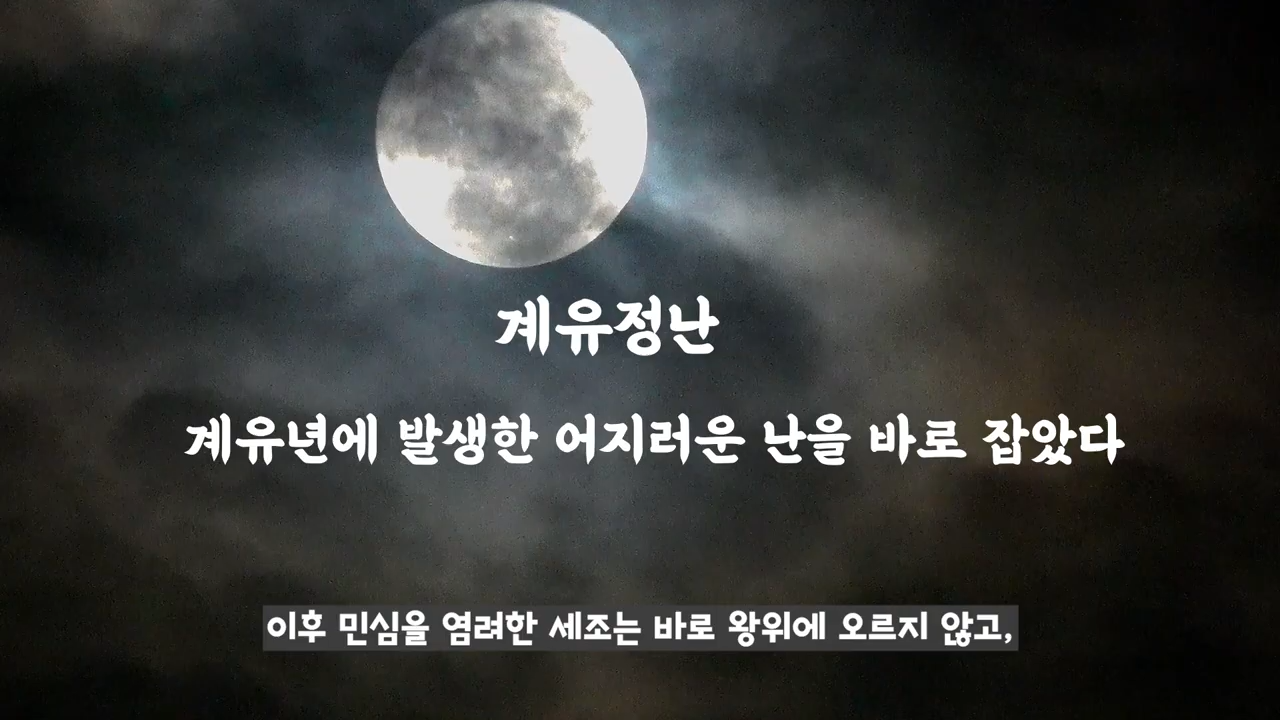 계유정난
계유년에 발생한 어지러운 난을 바로 잡았다
이후 민심을 염려한 세조는 바로 왕위에 오르지 않고,